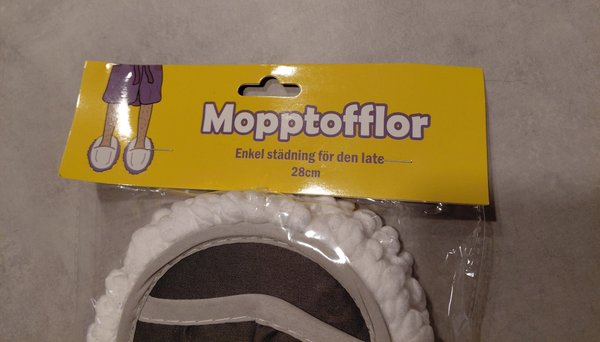 Mopptofflor
Enkel städning för den late
28cm